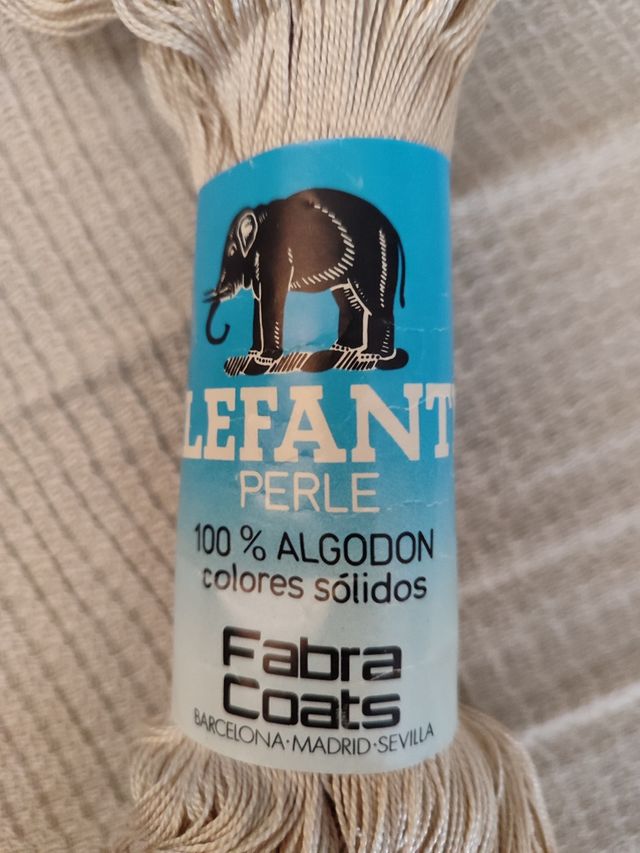 LEFANT
PERLE
100 % ALGODON
colores sólidos
Fabra
Coats
BARCELONA·MADRID·SEVILLA